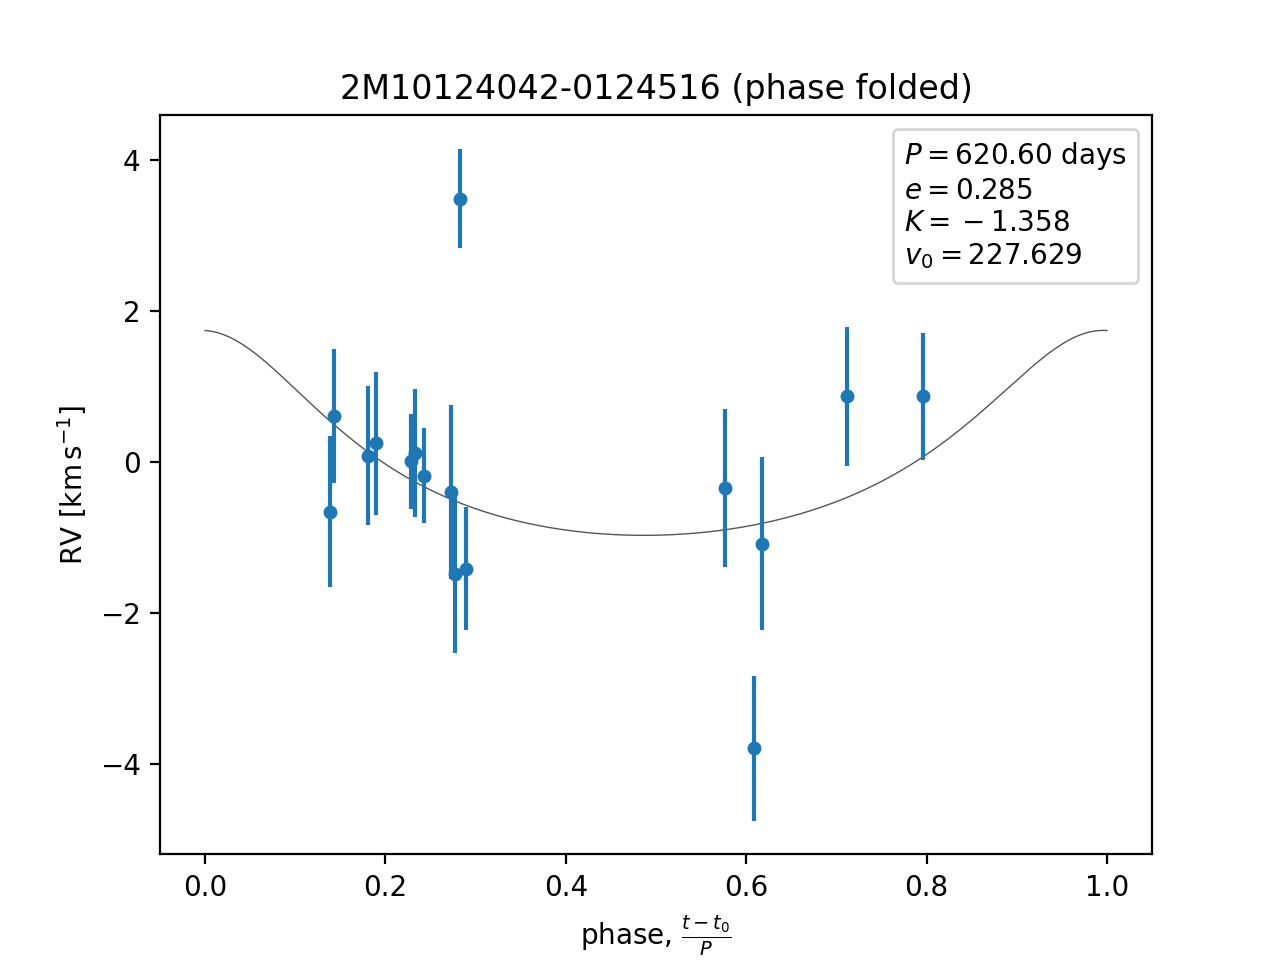 2M10124042-0124516 (phase folded)
P = 620.60 days
e = 0.285
K = −1.358
v₀ = 227.629
4
2
0
−2
−4
RV [km s⁻¹]
0.0 0.2 0.4 0.6 0.8 1.0
phase, (t − t₀)/P